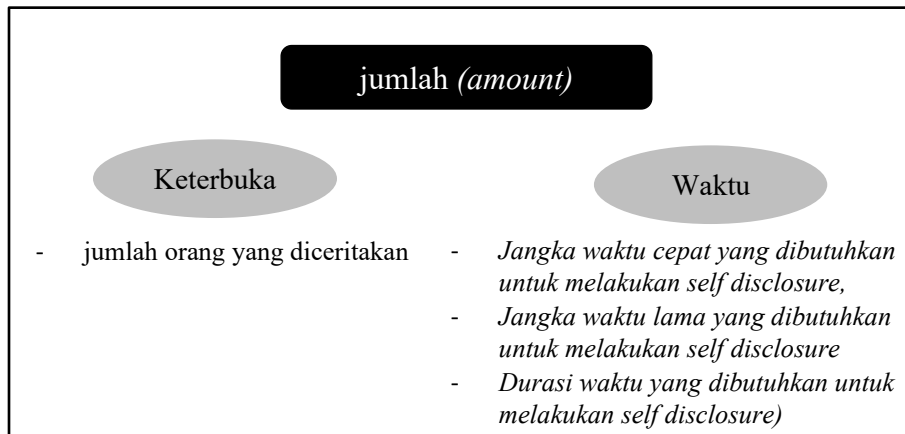 jumlah (amount)
Keterbuka
- jumlah orang yang diceritakan
Waktu
- Jangka waktu cepat yang dibutuhkan
untuk melakukan self disclosure,
- Jangka waktu lama yang dibutuhkan
untuk melakukan self disclosure
- Durasi waktu yang dibutuhkan untuk
melakukan self disclosure)